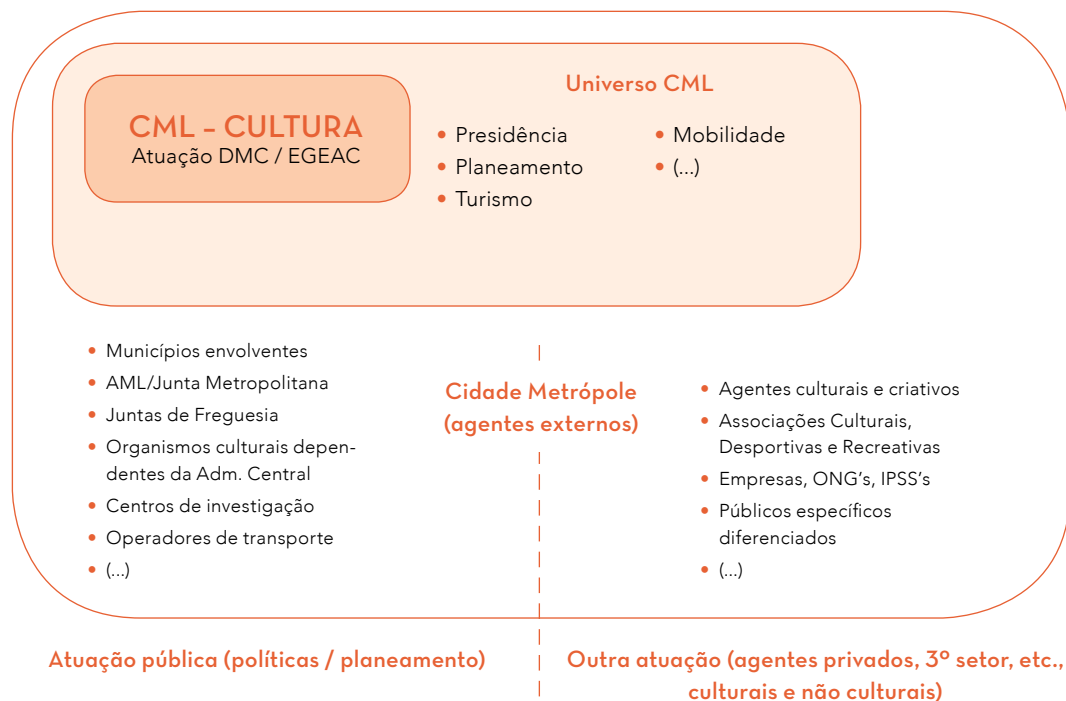 CML – CULTURA
Atuação DMC / EGEAC
Universo CML
• Presidência
• Planeamento
• Turismo
• Mobilidade
• (...)
• Municípios envolventes
• AML/Junta Metropolitana
• Juntas de Freguesia
• Organismos culturais depen-
dentes da Adm. Central
• Centros de investigação
• Operadores de transporte
• (...)
Cidade Metrópole
(agentes externos)
• Agentes culturais e criativos
• Associações Culturais,
Desportivas e Recreativas
• Empresas, ONG’s, IPSS’s
• Públicos específicos
diferenciados
• (...)
Atuação pública (políticas / planeamento)
Outra atuação (agentes privados, 3º setor, etc.,
culturais e não culturais)